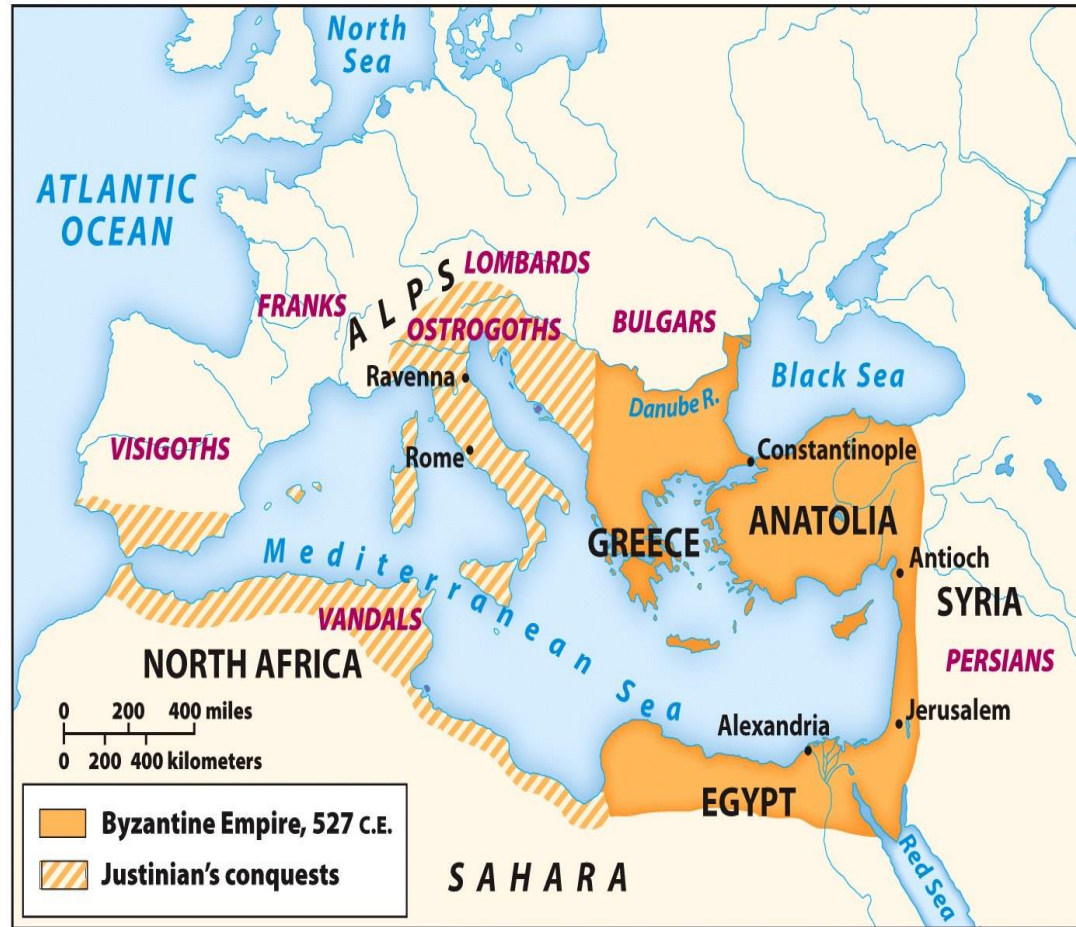 North
Sea
ATLANTIC
OCEAN
LOMBARDS
ALPS
FRANKS
OSTROGOTHS
BULGARS
Ravenna
Black Sea
Danube R.
VISIGOTHS
Rome
Constantinople
ANATOLIA
GREECE
Mediterranean Sea
Antioch
SYRIA
VANDALS
NORTH AFRICA
PERSIANS
0 200 400 miles
0 200 400 kilometers
Alexandria
Jerusalem
EGYPT
Byzantine Empire, 527 C.E.
Justinian's conquests
SAHARA
Red Sea